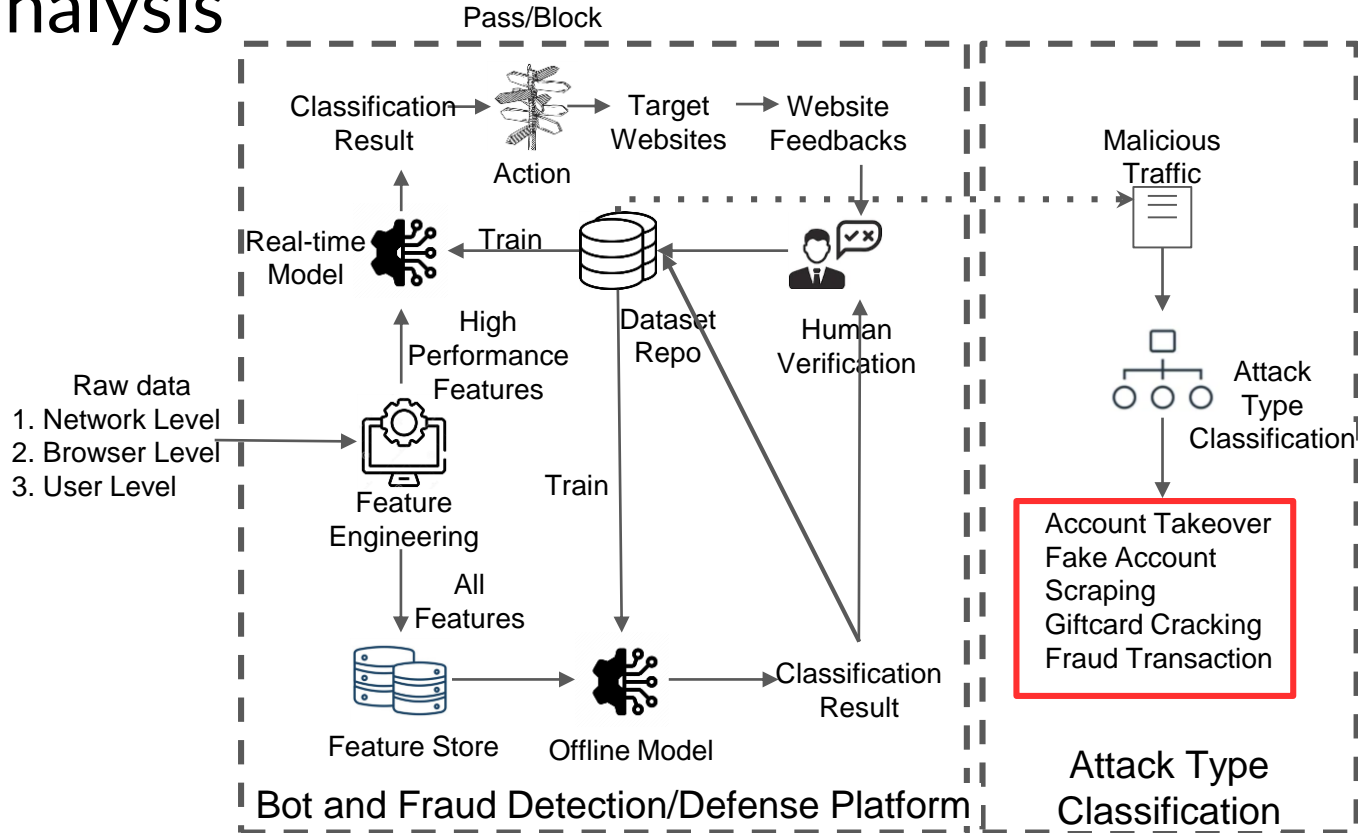 nalysis
Pass/Block
Classification
Result
Action
Target
Websites
Website
Feedbacks
Malicious
Traffic
Real-time
Model
Train
High
Performance
Features
Dataset
Repo
Human
Verification
Attack
Type
Classification
Raw data
1. Network Level
2. Browser Level
3. User Level
Feature
Engineering
Train
All
Features
Account Takeover
Fake Account
Scraping
Giftcard Cracking
Fraud Transaction
Classification
Result
Feature Store
Offline Model
Bot and Fraud Detection/Defense Platform
Attack Type
Classification